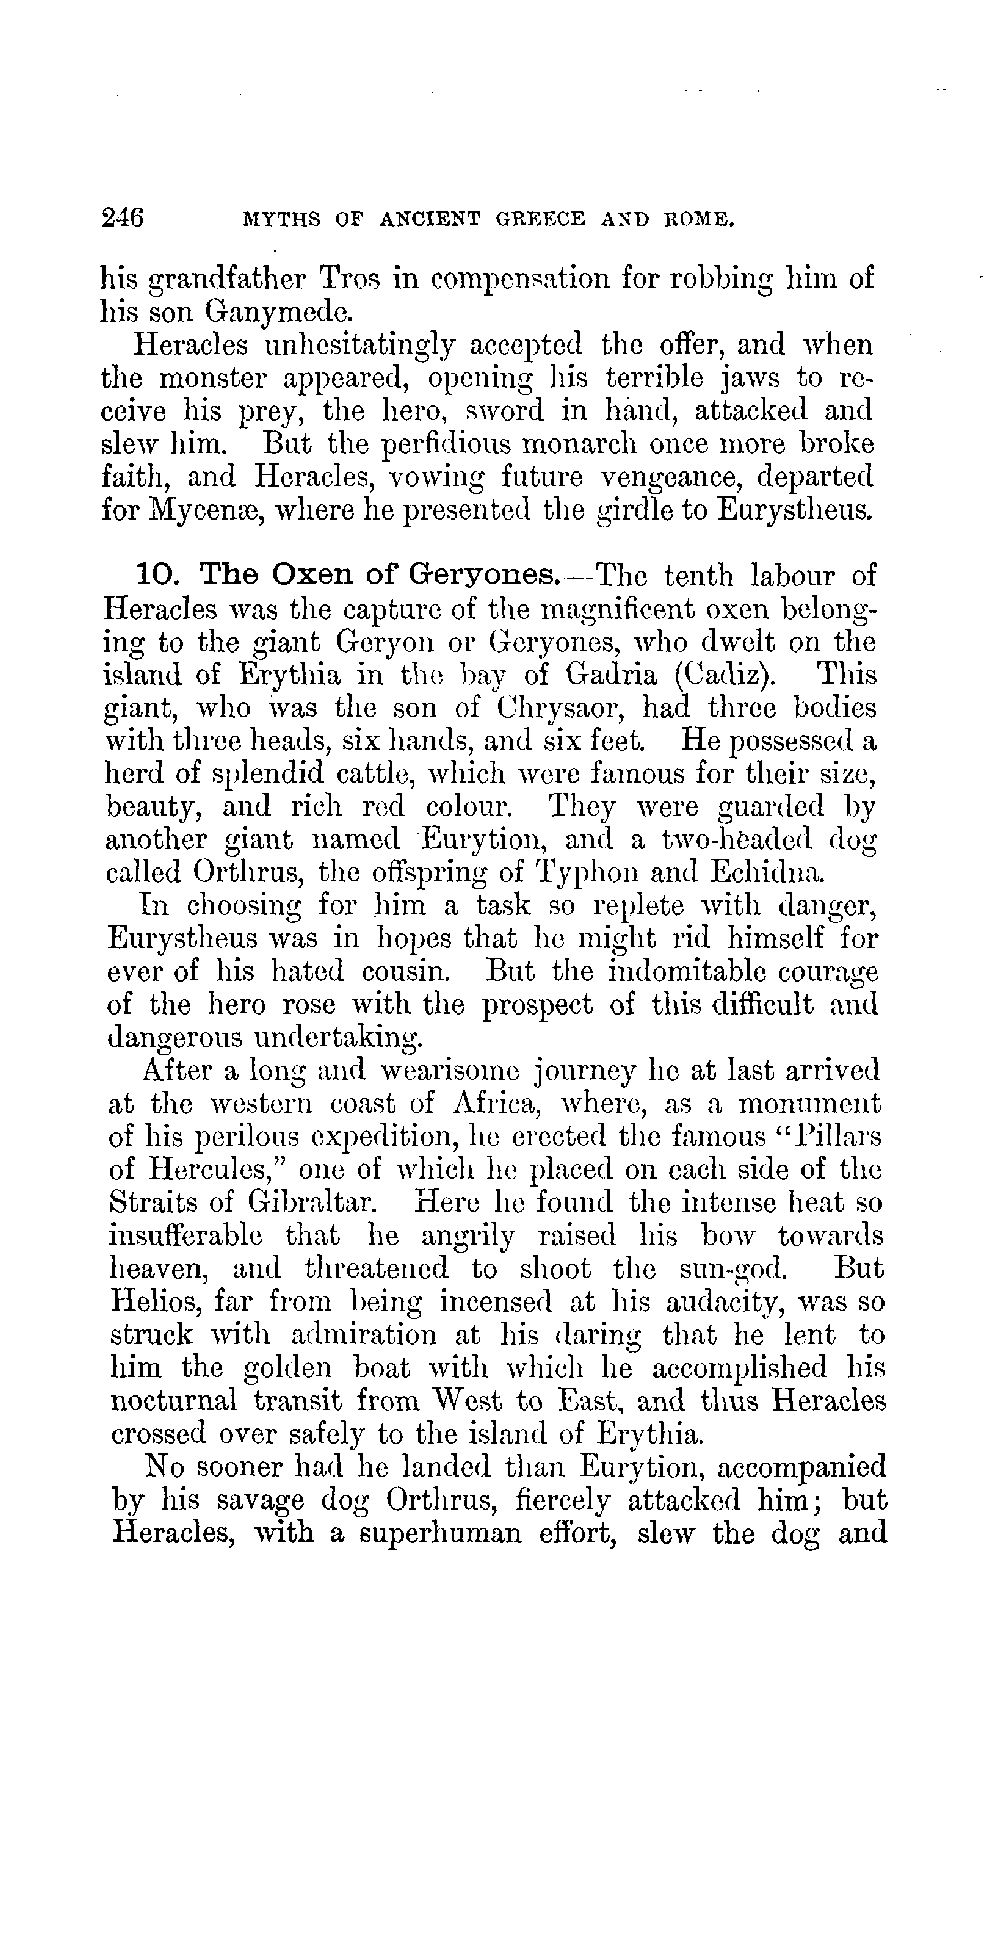 246 MYTHS OF ANCIENT GREECE AND ROME.
his grandfather Tros in compensation for robbing him of
his son Ganymede.
Heracles unhesitatingly accepted the offer, and when
the monster appeared, opening his terrible jaws to re-
ceive his prey, the hero, sword in hand, attacked and
slew him. But the perfidious monarch once more broke
faith, and Heracles, vowing future vengeance, departed
for Mycenæ, where he presented the girdle to Eurystheus.
10. The Oxen of Geryones.—The tenth labour of
Heracles was the capture of the magnificent oxen belong-
ing to the giant Geryon or Geryones, who dwelt on the
island of Erythia in the bay of Gadria (Cadiz). This
giant, who was the son of Chrysaor, had three bodies
with three heads, six hands, and six feet. He possessed a
herd of splendid cattle, which were famous for their size,
beauty, and rich red colour. They were guarded by
another giant named Eurytion, and a two-headed dog
called Orthrus, the offspring of Typhon and Echidna.
In choosing for him a task so replete with danger,
Eurystheus was in hopes that he might rid himself for
ever of his hated cousin. But the indomitable courage
of the hero rose with the prospect of this difficult and
dangerous undertaking.
After a long and wearisome journey he at last arrived
at the western coast of Africa, where, as a monument
of his perilous expedition, he erected the famous “Pillars
of Hercules,” one of which he placed on each side of the
Straits of Gibraltar. Here he found the intense heat so
insufferable that he angrily raised his bow towards
heaven, and threatened to shoot the sun-god. But
Helios, far from being incensed at his audacity, was so
struck with admiration at his daring that he lent to
him the golden boat with which he accomplished his
nocturnal transit from West to East, and thus Heracles
crossed over safely to the island of Erythia.
No sooner had he landed than Eurytion, accompanied
by his savage dog Orthrus, fiercely attacked him; but
Heracles, with a superhuman effort, slew the dog and